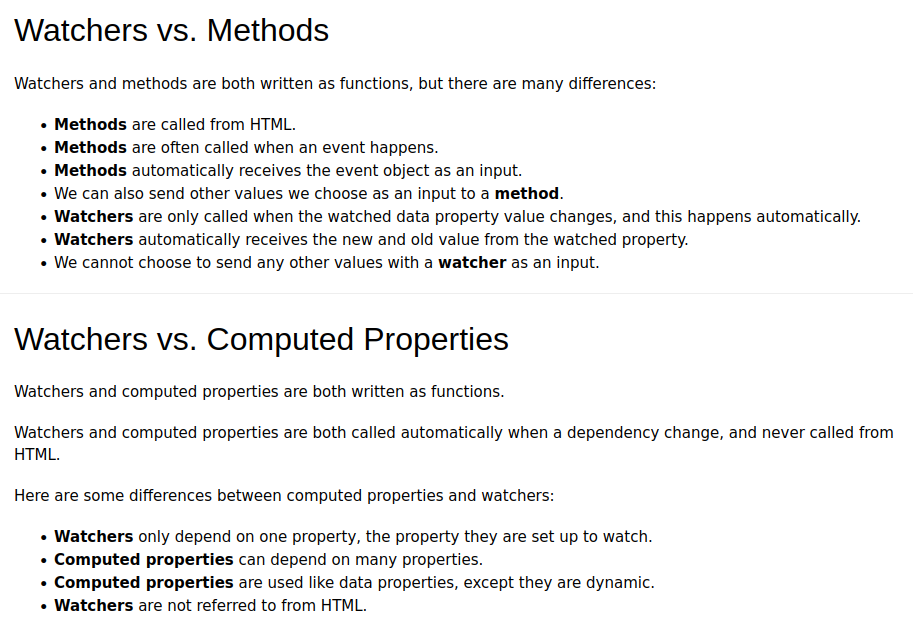 Watchers vs. Methods
Watchers and methods are both written as functions, but there are many differences:
• Methods are called from HTML.
• Methods are often called when an event happens.
• Methods automatically receives the event object as an input.
• We can also send other values we choose as an input to a method.
• Watchers are only called when the watched data property value changes, and this happens automatically.
• Watchers automatically receives the new and old value from the watched property.
• We cannot choose to send any other values with a watcher as an input.
Watchers vs. Computed Properties
Watchers and computed properties are both written as functions.
Watchers and computed properties are both called automatically when a dependency change, and never called from
HTML.
Here are some differences between computed properties and watchers:
• Watchers only depend on one property, the property they are set up to watch.
• Computed properties can depend on many properties.
• Computed properties are used like data properties, except they are dynamic.
• Watchers are not referred to from HTML.